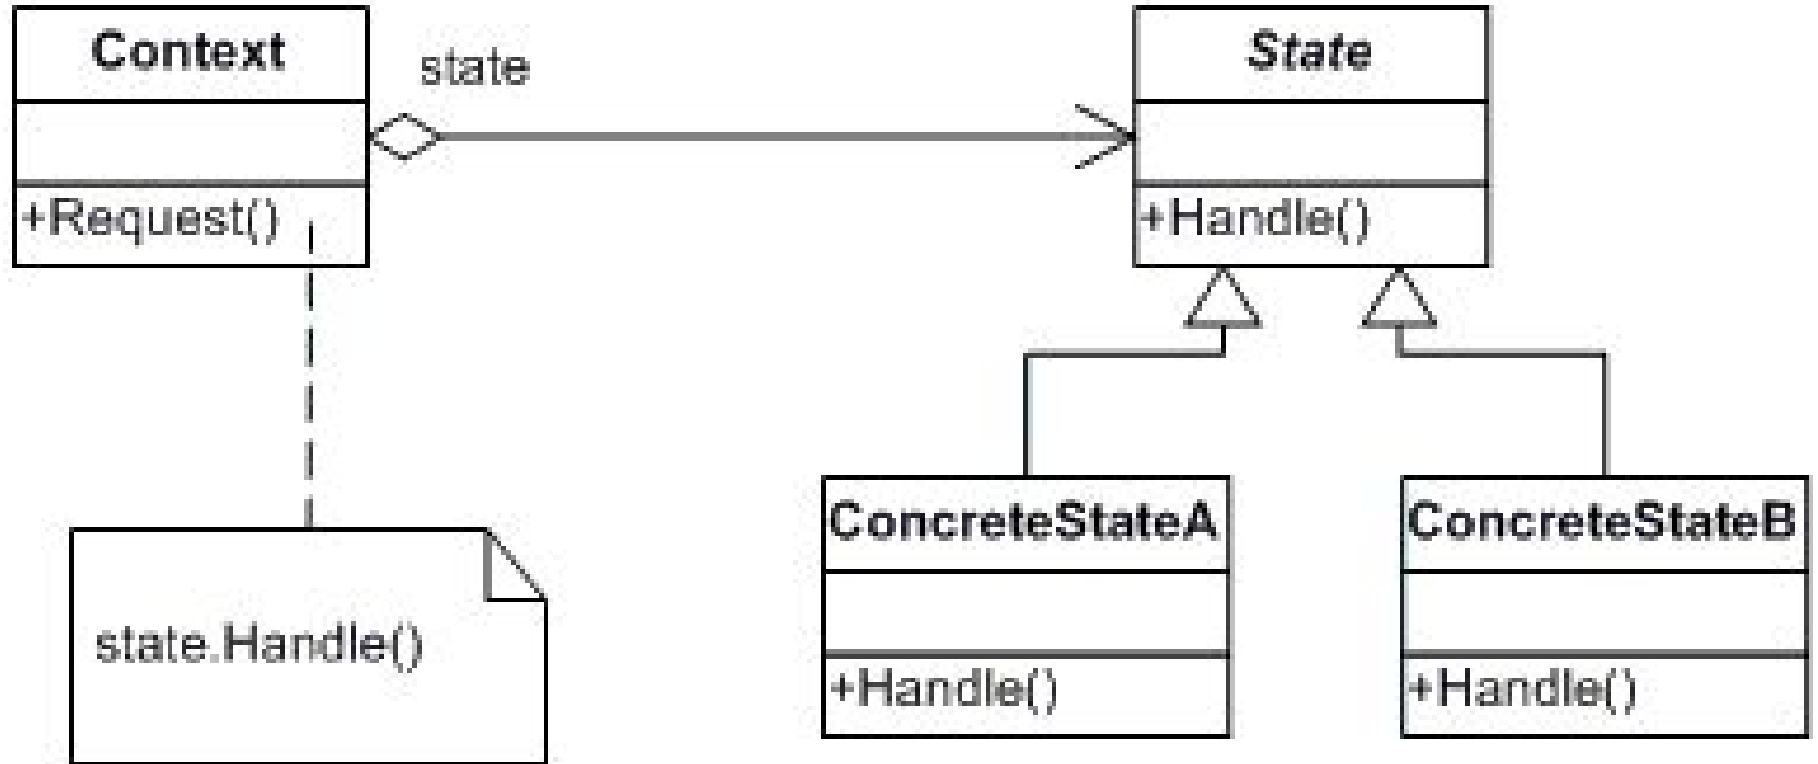 Context
state
State
+Request()
+Handle()
ConcreteStateA
ConcreteStateB
state.Handle()
+Handle()
+Handle()